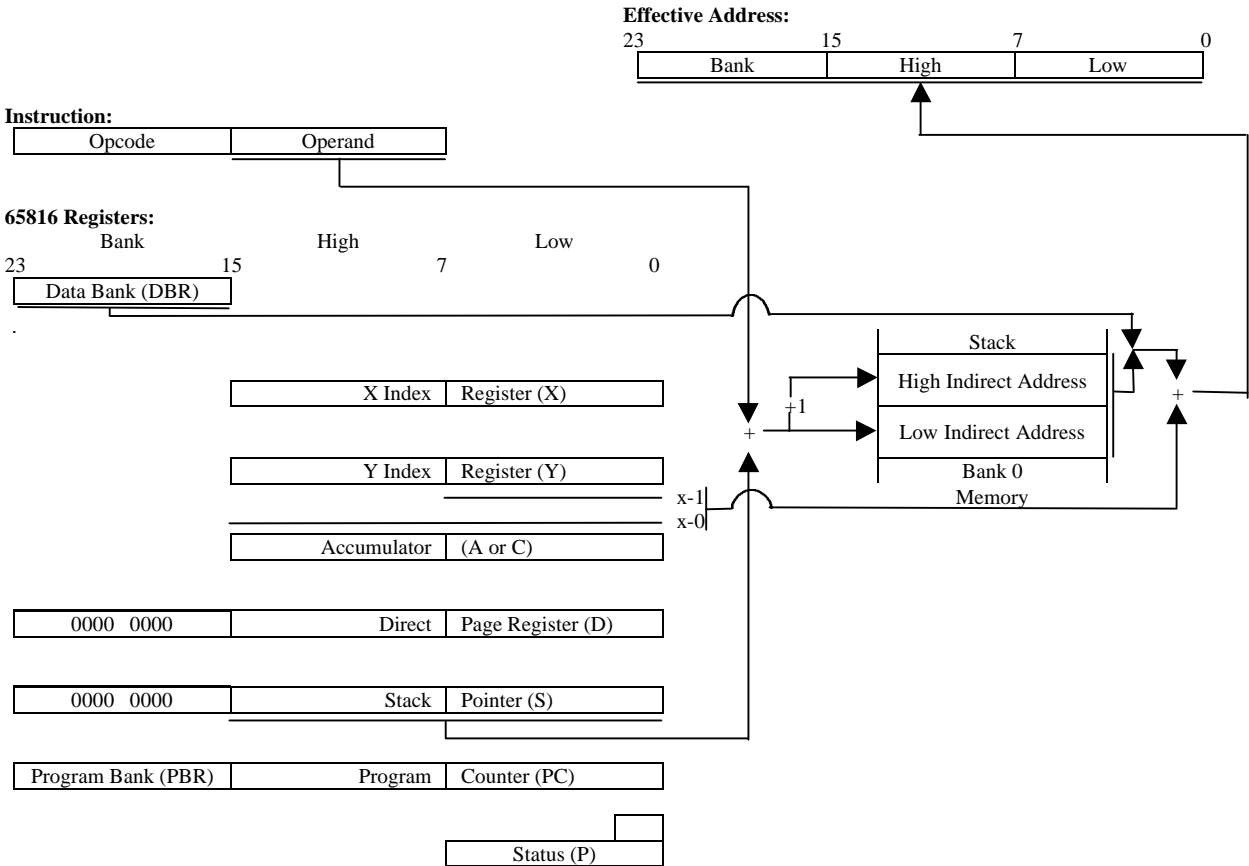 Effective Address:
23 15 7 0
Bank High Low
Instruction:
Opcode Operand
65816 Registers:
Bank High Low
23 15 7 0
Data Bank (DBR)
.
Stack
X Index Register (X)
High Indirect Address
+1
+
+
Low Indirect Address
Y Index Register (Y)
Bank 0
Memory
x-1
x-0
Accumulator (A or C)
0000 0000 Direct Page Register (D)
0000 0000 Stack Pointer (S)
Program Bank (PBR) Program Counter (PC)
Status (P)